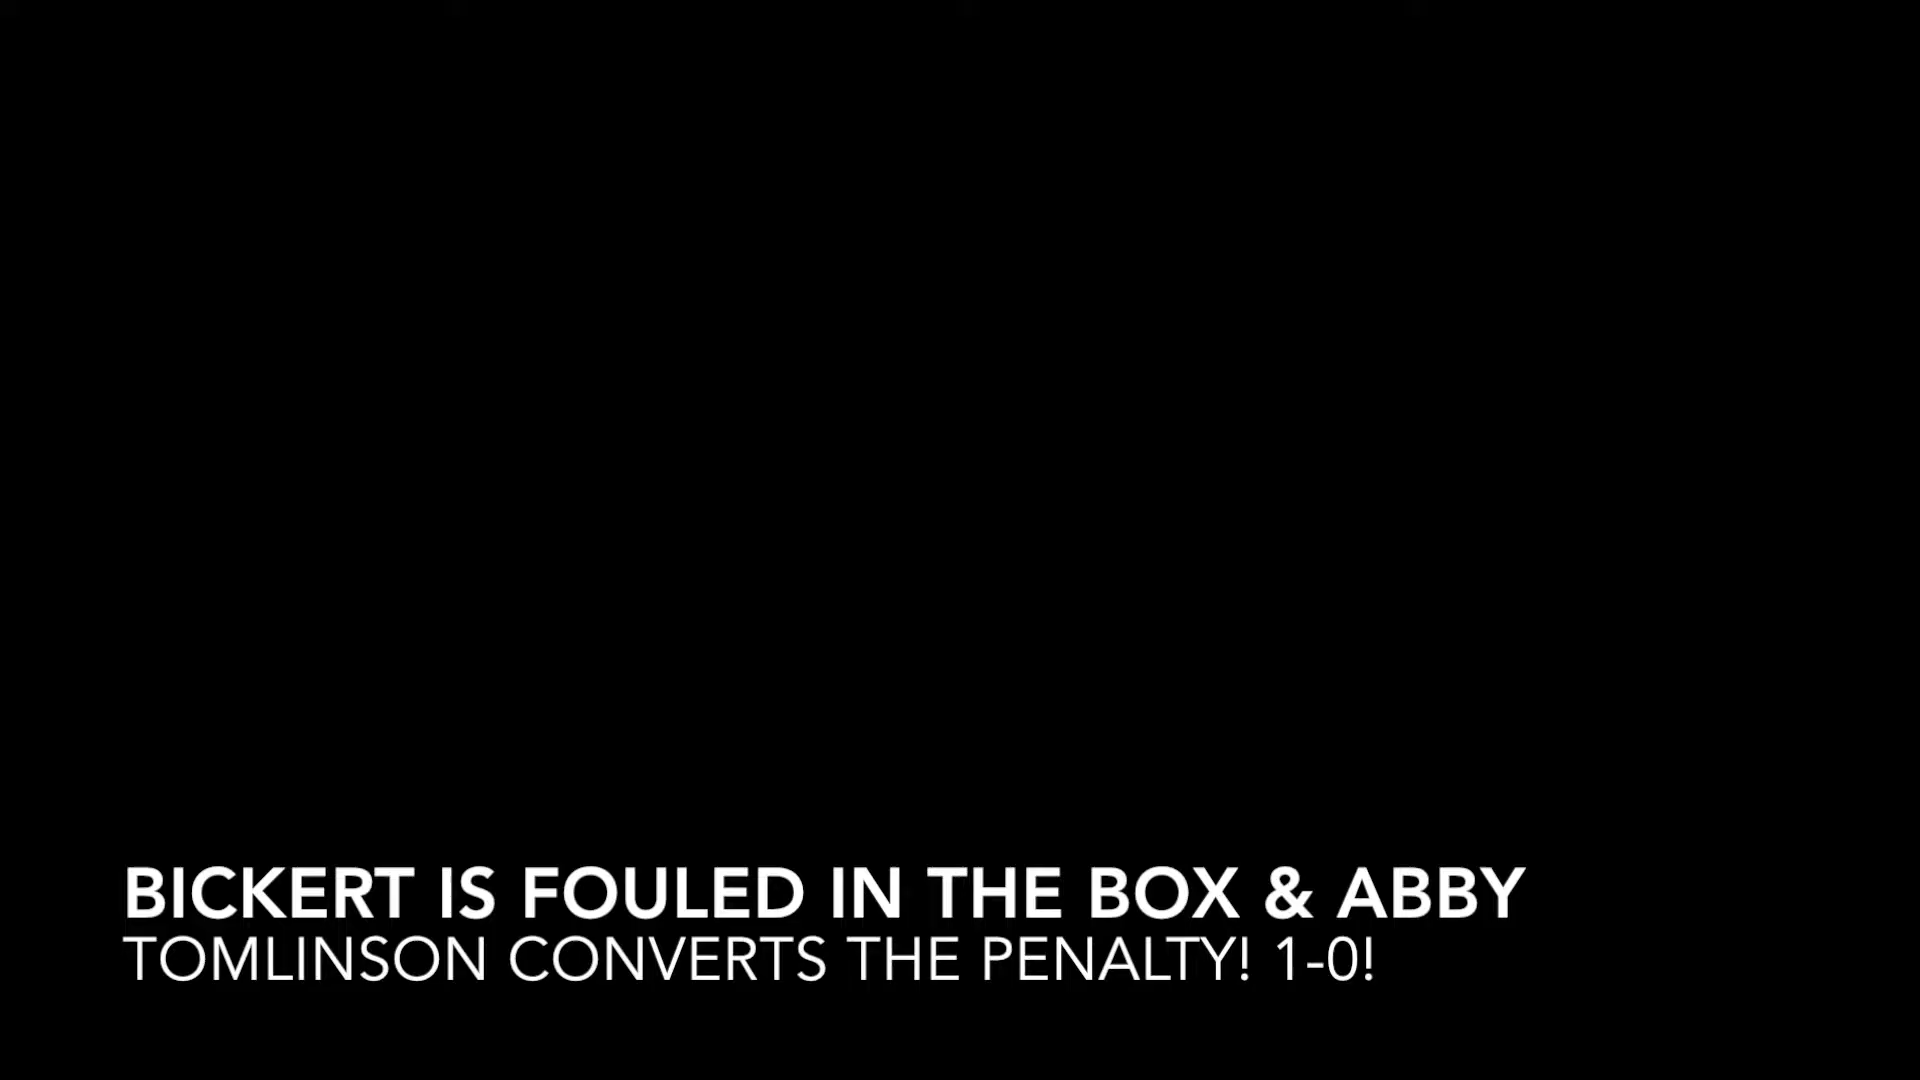 BICKERT IS FOULED IN THE BOX & ABBY
TOMLINSON CONVERTS THE PENALTY! 1-0!